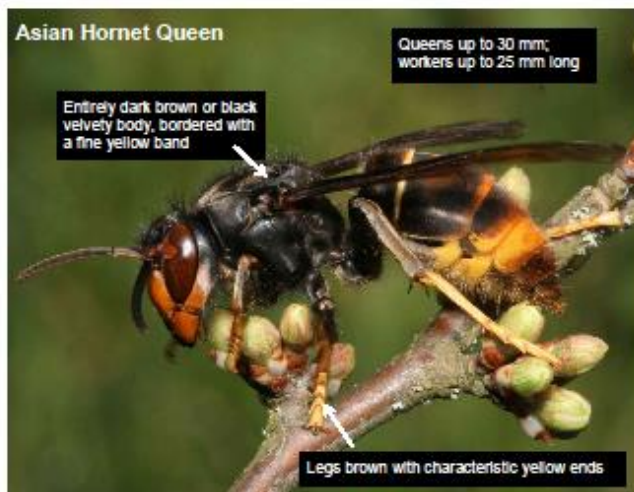 Asian Hornet Queen
Queens up to 30 mm;
workers up to 25 mm long
Entirely dark brown or black
velvety body, bordered with
a fine yellow band
Legs brown with characteristic yellow ends